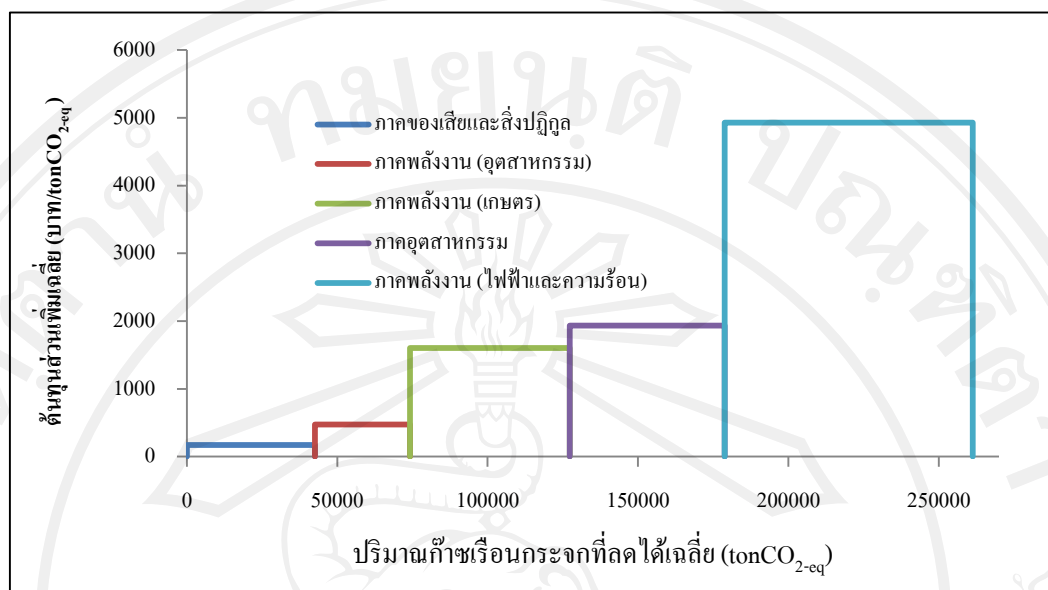 ต้นทุนส่วนเพิ่มเฉลี่ย (บาท/tonCO2-eq)
6000
5000
4000
3000
2000
1000
0
ภาคของเสียและสิ่งปฏิกูล
ภาคพลังงาน (อุตสาหกรรม)
ภาคพลังงาน (เกษตร)
ภาคอุตสาหกรรม
ภาคพลังงาน (ไฟฟ้าและความร้อน)
0 50000 100000 150000 200000 250000
ปริมาณก๊าซเรือนกระจกที่ลดได้เฉลี่ย (tonCO2-eq)